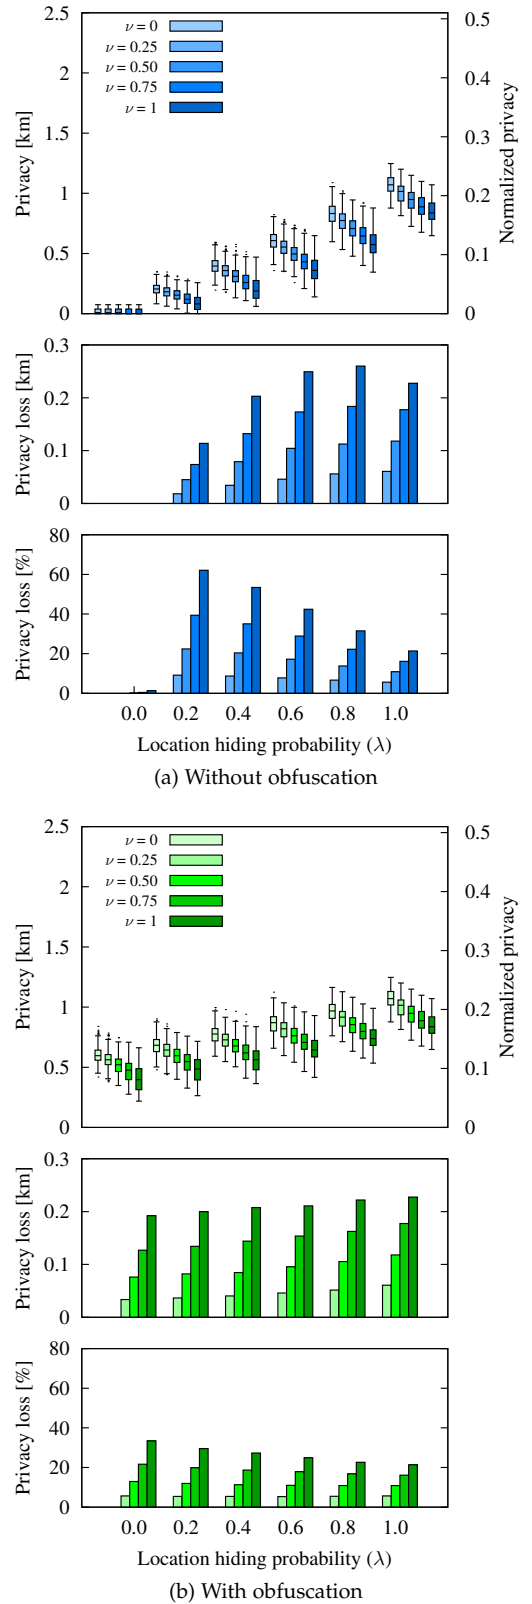 2.5
2
1.5
1
0.5
0
Privacy [km]
ν = 0
ν = 0.25
ν = 0.50
ν = 0.75
ν = 1
0.5
0.4
0.3
0.2
0.1
0
Normalized privacy
0.3
0.2
0.1
0
Privacy loss [km]
80
60
40
20
0
Privacy loss [%]
0.0 0.2 0.4 0.6 0.8 1.0
Location hiding probability (λ)
(a) Without obfuscation
2.5
2
1.5
1
0.5
0
Privacy [km]
ν = 0
ν = 0.25
ν = 0.50
ν = 0.75
ν = 1
0.5
0.4
0.3
0.2
0.1
0
Normalized privacy
0.3
0.2
0.1
0
Privacy loss [km]
80
60
40
20
0
Privacy loss [%]
0.0 0.2 0.4 0.6 0.8 1.0
Location hiding probability (λ)
(b) With obfuscation